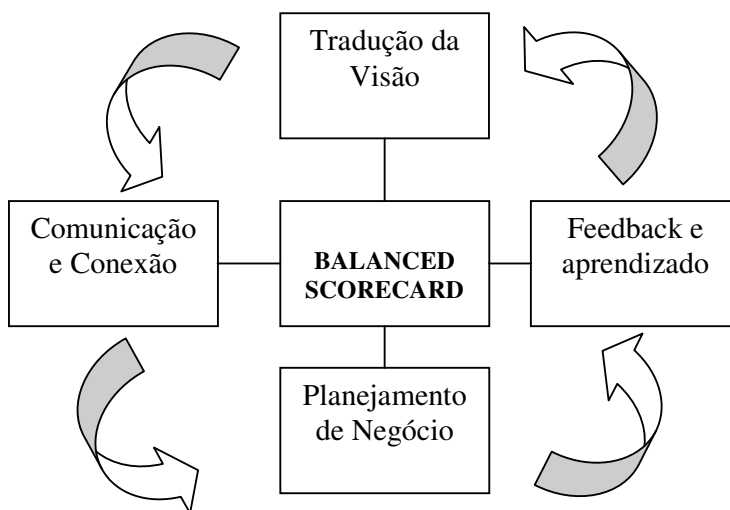 Tradução da
Visão
Comunicação
e Conexão
BALANCED
SCORECARD
Feedback e
aprendizado
Planejamento
de Negócio